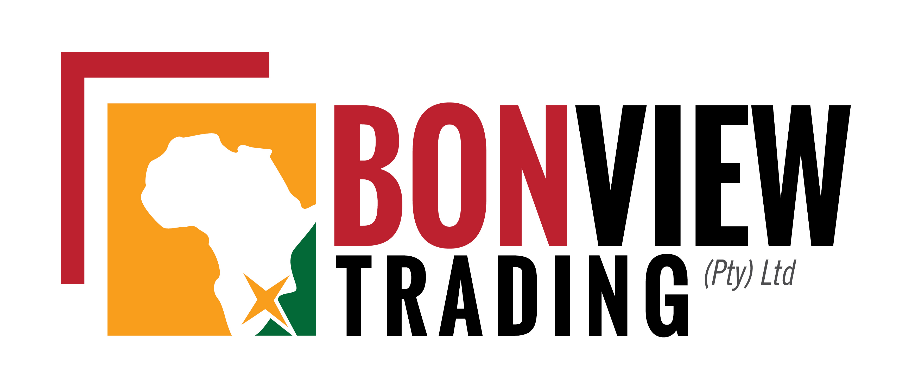 BONVIEW
TRADING (Pty) Ltd